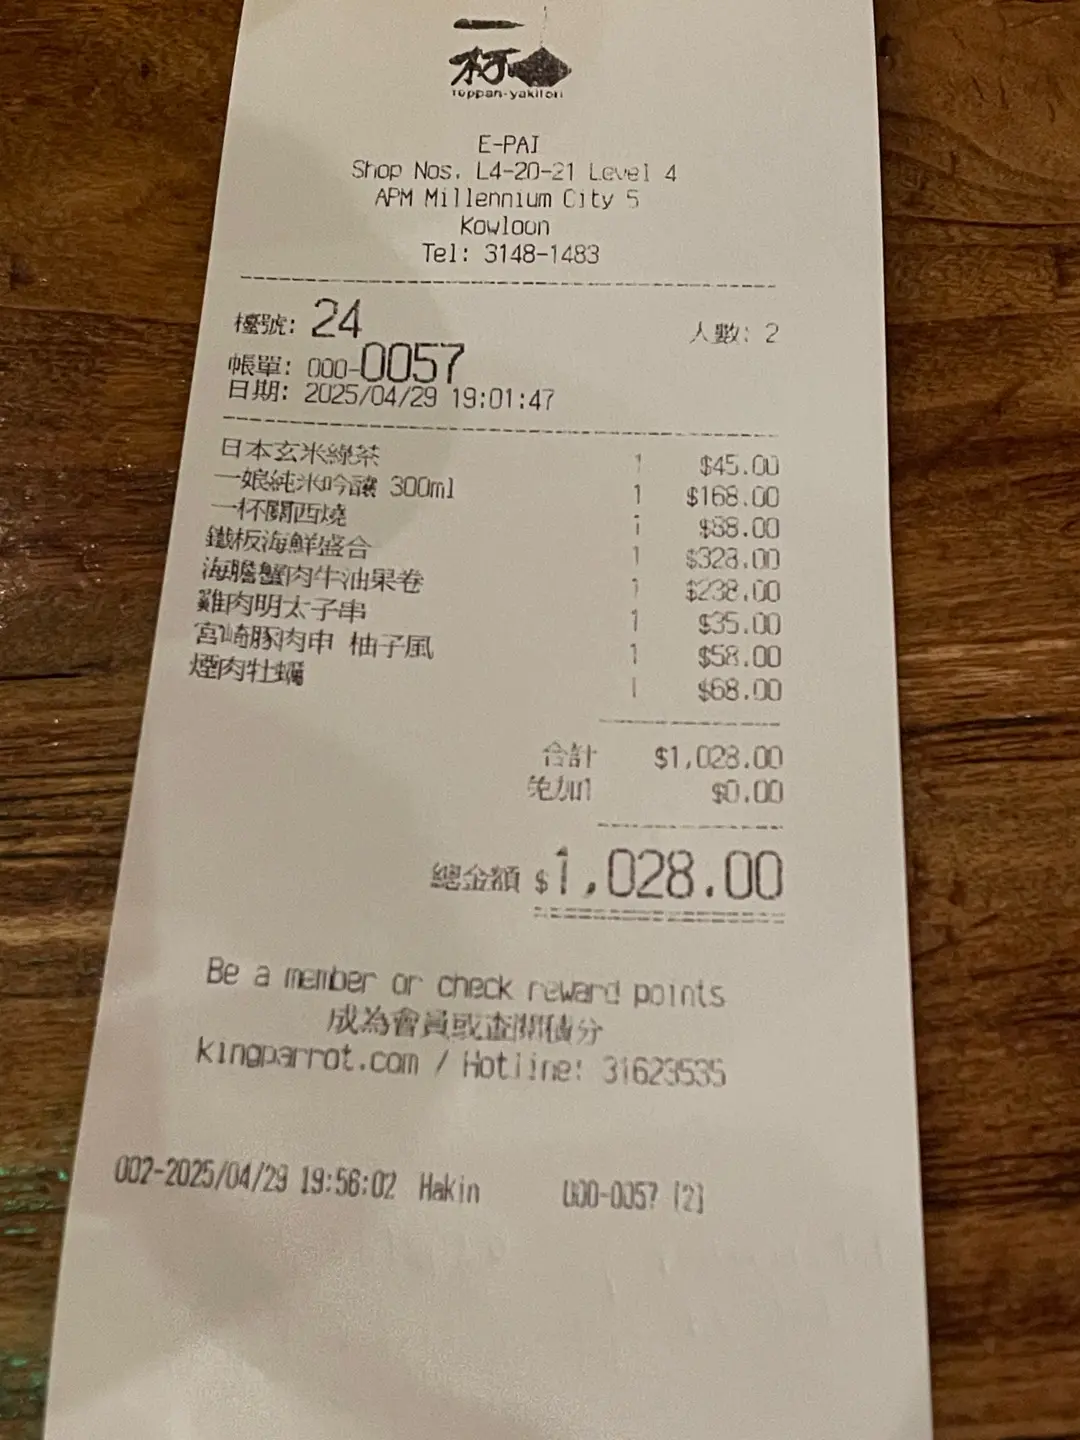 一杯
Teppan-yakitori
E-PAI
Shop Nos. L4-20-21 Level 4
APM Millennium City 5
Kowloon
Tel: 3148-1483
檯號: 24 人數: 2
帳單: 000-0057
日期: 2025/04/29 19:01:47
日本玄米綠茶 1 $45.00
一娘純米吟釀 300ml 1 $168.00
一杯關西燒 1 $88.00
鐵板海鮮盛合 1 $328.00
海膽蟹肉牛油果卷 1 $238.00
雞肉明太子串 1 $35.00
宮崎豚肉串 柚子風 1 $58.00
煙肉牡蠣 1 $68.00
合計 $1,028.00
免加1 $0.00
總金額 $1,028.00
Be a member or check reward points
成為會員或查閱積分
kingparrot.com / Hotline: 31623535
002-2025/04/29 19:56:02 Hakin 000-0057 [2]